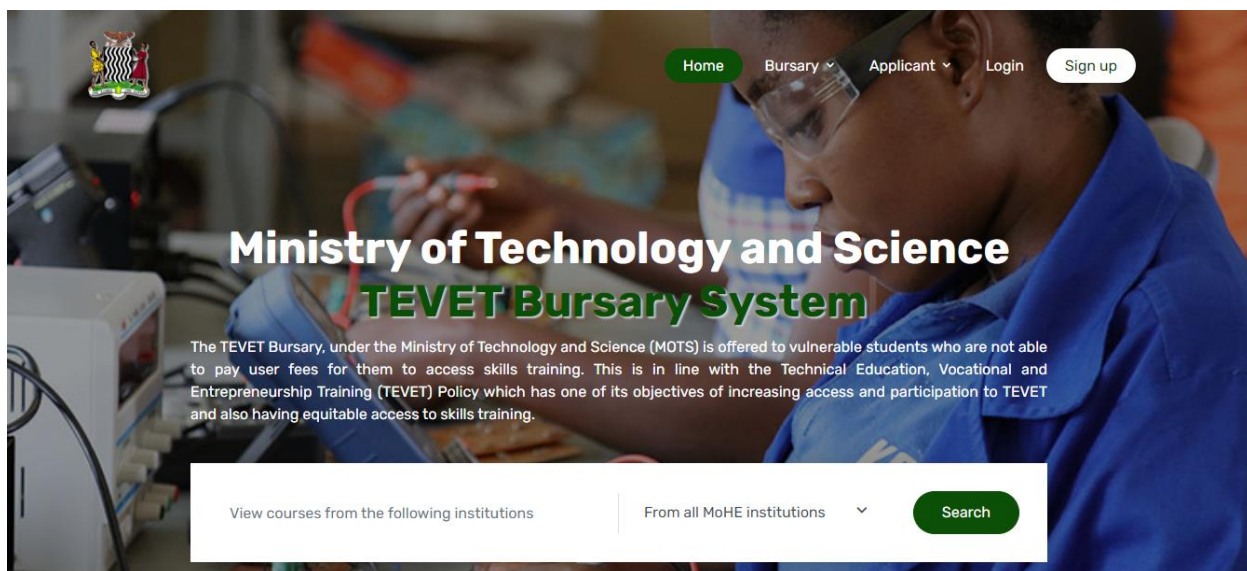 Home Bursary Applicant Login Sign up
Ministry of Technology and Science
TEVET Bursary System
The TEVET Bursary, under the Ministry of Technology and Science (MOTS) is offered to vulnerable students who are not able
to pay user fees for them to access skills training. This is in line with the Technical Education, Vocational and
Entrepreneurship Training (TEVET) Policy which has one of its objectives of increasing access and participation to TEVET
and also having equitable access to skills training.
View courses from the following institutions From all MoHE institutions Search